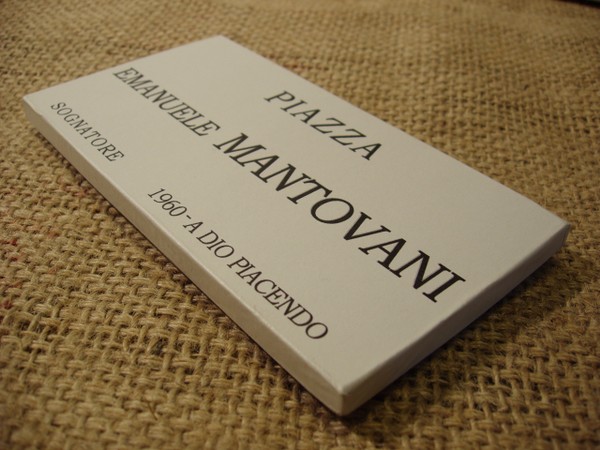 PIAZZA
EMANUELE MANTOVANI
SOGNATORE
1960 - A DIO PIACENDO